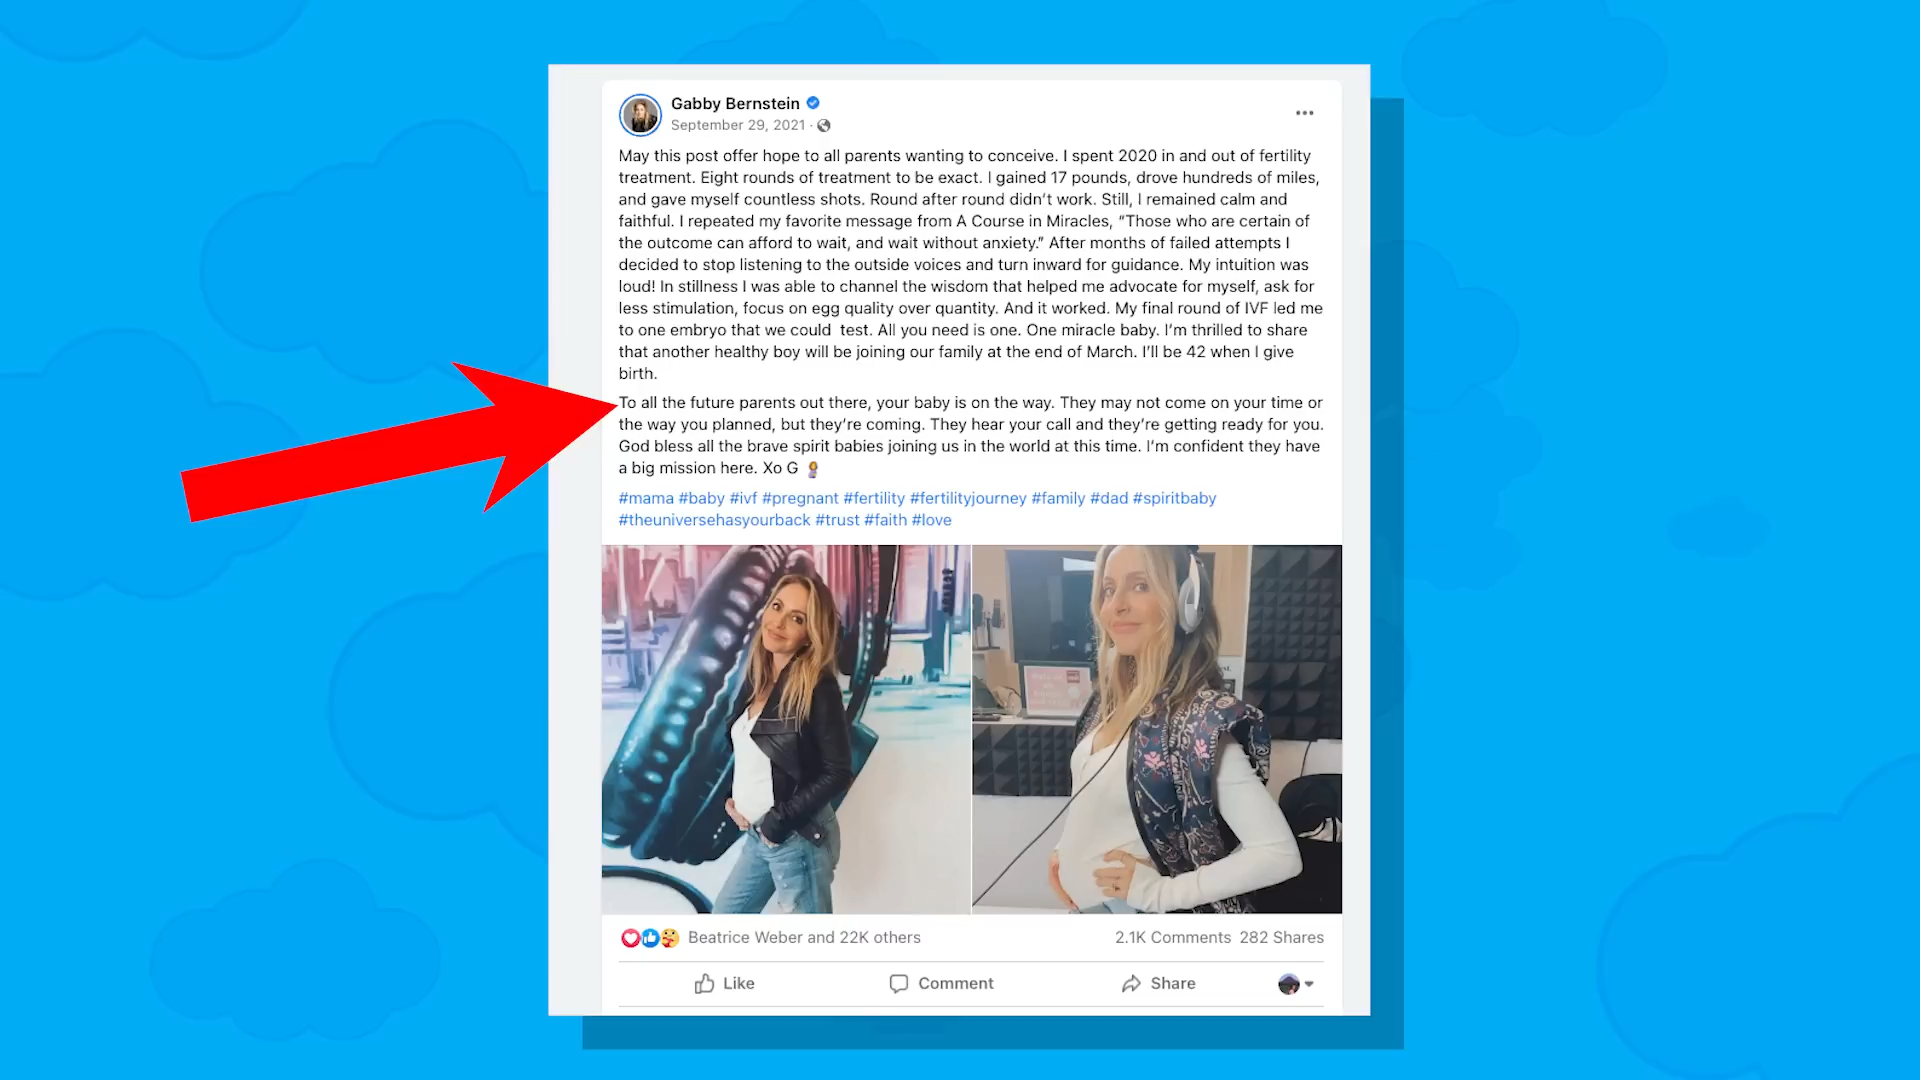 Gabby Bernstein
September 29, 2021 ·
May this post offer hope to all parents wanting to conceive. I spent 2020 in and out of fertility
treatment. Eight rounds of treatment to be exact. I gained 17 pounds, drove hundreds of miles,
and gave myself countless shots. Round after round didn't work. Still, I remained calm and
faithful. I repeated my favorite message from A Course in Miracles, "Those who are certain of
the outcome can afford to wait, and wait without anxiety." After months of failed attempts I
decided to stop listening to the outside voices and turn inward for guidance. My intuition was
loud! In stillness I was able to channel the wisdom that helped me advocate for myself, ask for
less stimulation, focus on egg quality over quantity. And it worked. My final round of IVF led me
to one embryo that we could  test. All you need is one. One miracle baby. I'm thrilled to share
that another healthy boy will be joining our family at the end of March. I'll be 42 when I give
birth.
To all the future parents out there, your baby is on the way. They may not come on your time or
the way you planned, but they're coming. They hear your call and they're getting ready for you.
God bless all the brave spirit babies joining us in the world at this time. I'm confident they have
a big mission here. Xo G
#mama #baby #ivf #pregnant #fertility #fertilityjourney #family #dad #spiritbaby
#theuniversehasyourback #trust #faith #love
Beatrice Weber and 22K others
2.1K Comments 282 Shares
Like
Comment
Share